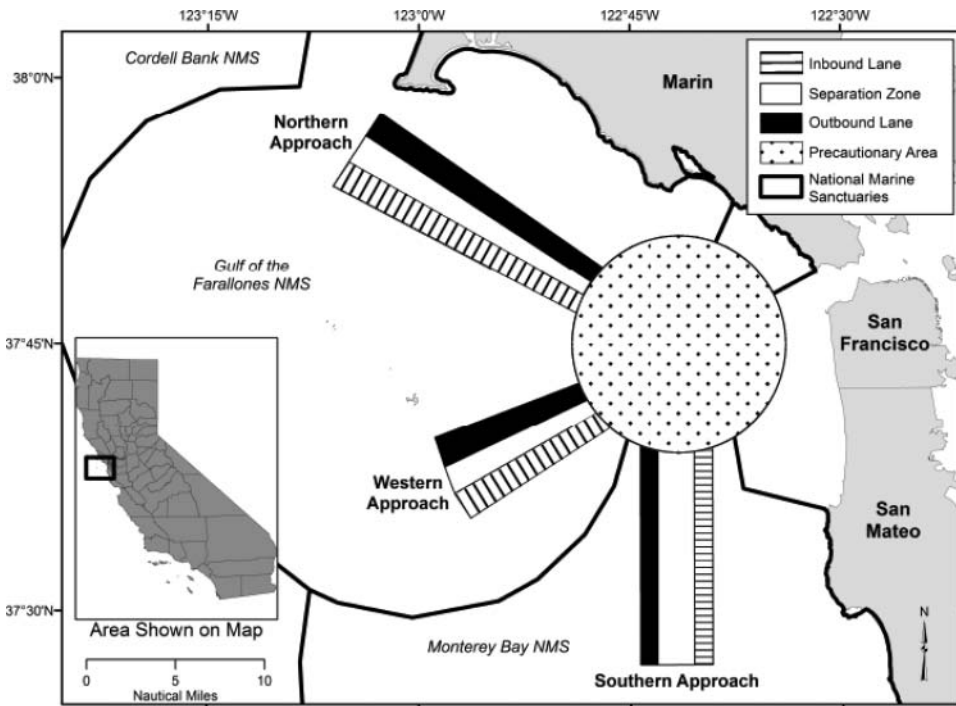 123°15'W
123°0'W
122°45'W
122°30'W
Cordell Bank NMS
38°0'N
Marin
Inbound Lane
Separation Zone
Outbound Lane
Precautionary Area
National Marine
Sanctuaries
Northern
Approach
Gulf of the
Farallones NMS
37°45'N
San
Francisco
Western
Approach
San
Mateo
37°30'N
Area Shown on Map
0
5
10
Nautical Miles
Monterey Bay NMS
Southern Approach
N